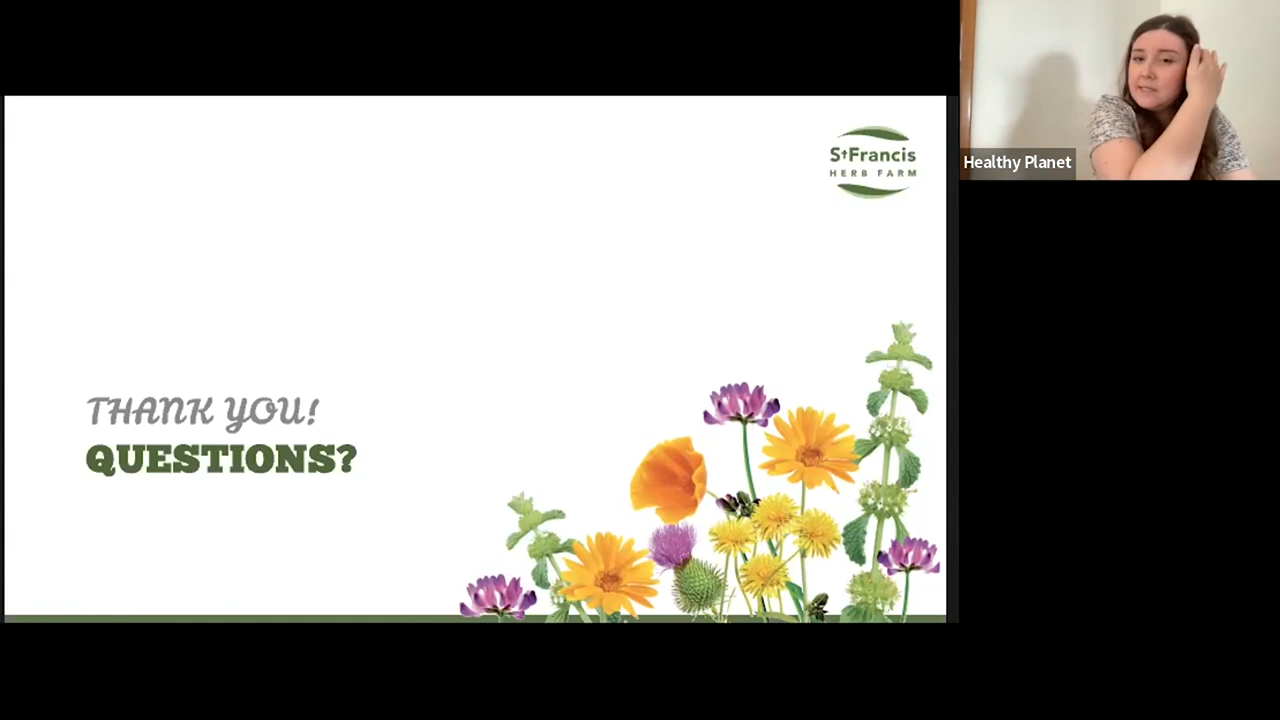 StFrancis
HERB FARM
Healthy Planet
THANK YOU!
QUESTIONS?